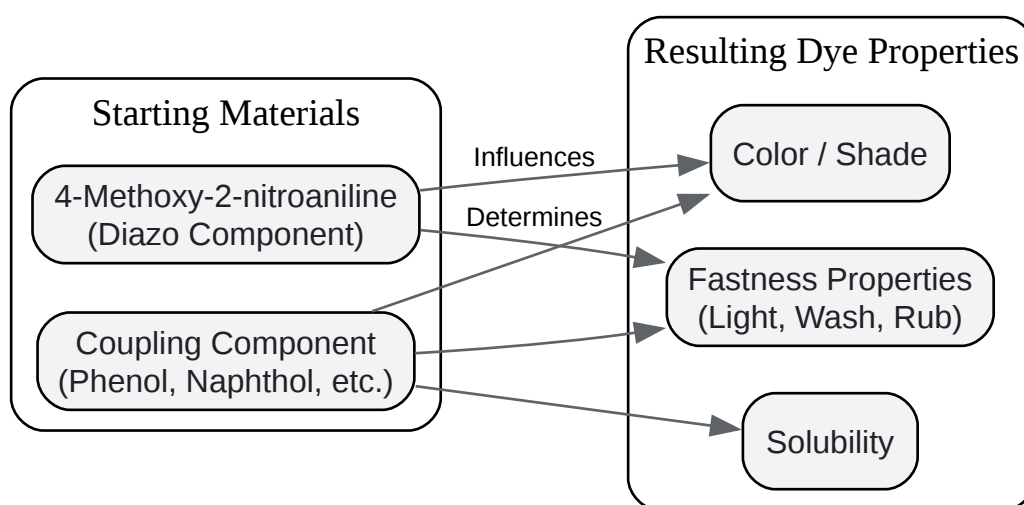 Resulting Dye Properties
Starting Materials
Influences
Color / Shade
4-Methoxy-2-nitroaniline
(Diazo Component)
Determines
Fastness Properties
(Light, Wash, Rub)
Coupling Component
(Phenol, Naphthol, etc.)
Solubility